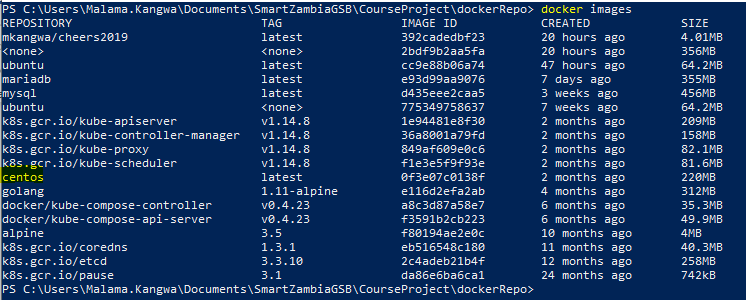 PS C:\Users\Malama.Kangwa\Documents\SmartZambiaGSB\CourseProject\dockerRepo> docker images
REPOSITORY TAG IMAGE ID CREATED SIZE
mkangwa/cheers2019 latest 392cadedbf23 20 hours ago 4.01MB
<none> <none> 2bdf9b2aa5fa 20 hours ago 356MB
ubuntu latest cc9e88b06a74 47 hours ago 64.2MB
mariadb latest e93d99aa9076 7 days ago 355MB
mysql latest d435eee2caa5 3 weeks ago 456MB
ubuntu <none> 775349758637 7 weeks ago 64.2MB
k8s.gcr.io/kube-apiserver v1.14.8 1e94481e8f30 2 months ago 209MB
k8s.gcr.io/kube-controller-manager v1.14.8 36a8001a79fd 2 months ago 158MB
k8s.gcr.io/kube-proxy v1.14.8 849af609e0c6 2 months ago 82.1MB
k8s.gcr.io/kube-scheduler v1.14.8 f1e3e5f9f93e 2 months ago 81.6MB
centos latest 0f3e07c0138f 2 months ago 220MB
golang 1.11-alpine e116d2efa2ab 4 months ago 312MB
docker/kube-compose-controller v0.4.23 a8c3d87a58e7 6 months ago 35.3MB
docker/kube-compose-api-server v0.4.23 f3591b2cb223 6 months ago 49.9MB
alpine 3.5 f80194ae2e0c 10 months ago 4MB
k8s.gcr.io/coredns 1.3.1 eb516548c180 11 months ago 40.3MB
k8s.gcr.io/etcd 3.3.10 2c4adeb21b4f 12 months ago 258MB
k8s.gcr.io/pause 3.1 da86e6ba6ca1 24 months ago 742kB
PS C:\Users\Malama.Kangwa\Documents\SmartZambiaGSB\CourseProject\dockerRepo>